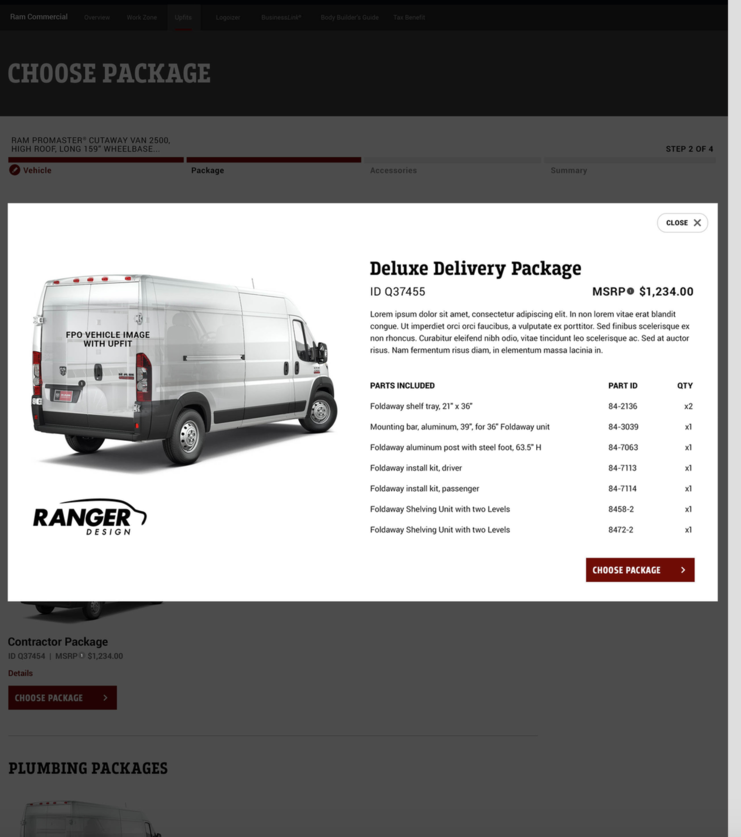 Ram Commercial
Overview
Work Zone
Upfits
Logouse
BusinessLink®
Body Builder's Guide
Tax Benefit
CHOOSE PACKAGE
RAM PROMASTER® CUTAWAY VAN 2500,
HIGH ROOF, LONG 159" WHEELBASE...
STEP 2 OF 4
Vehicle
Package
Accessories
Summary
CLOSE
FPO VEHICLE IMAGE
WITH UPFIT
RANGER
DESIGN
Deluxe Delivery Package
ID Q37455 MSRP $1,234.00
Lorem ipsum dolor sit amet, consectetur adipiscing elit. In non lorem vitae erat blandit
congue. Ut imperdiet orci orci faucibus, a vulputate ex porttitor. Sed finibus scelerisque ex
non rhoncus. Curabitur eleifend nibh odio, vitae tincidunt leo scelerisque ac. Sed at auctor
risus. Nam fermentum risus diam, in elementum massa lacinia in.
PARTS INCLUDED PART ID QTY
Foldaway shelf tray, 21" x 36" 84-2136 x2
Mounting bar, aluminum, 39", for 36" Foldaway unit 84-3039 x1
Foldaway aluminum post with steel foot, 63.5" H 84-7063 x1
Foldaway install kit, driver 84-7113 x1
Foldaway install kit, passenger 84-7114 x1
Foldaway Shelving Unit with two Levels 8458-2 x1
Foldaway Shelving Unit with two Levels 8472-2 x1
CHOOSE PACKAGE
Contractor Package
ID Q37454 | MSRP $1,234.00
Details
CHOOSE PACKAGE
PLUMBING PACKAGES